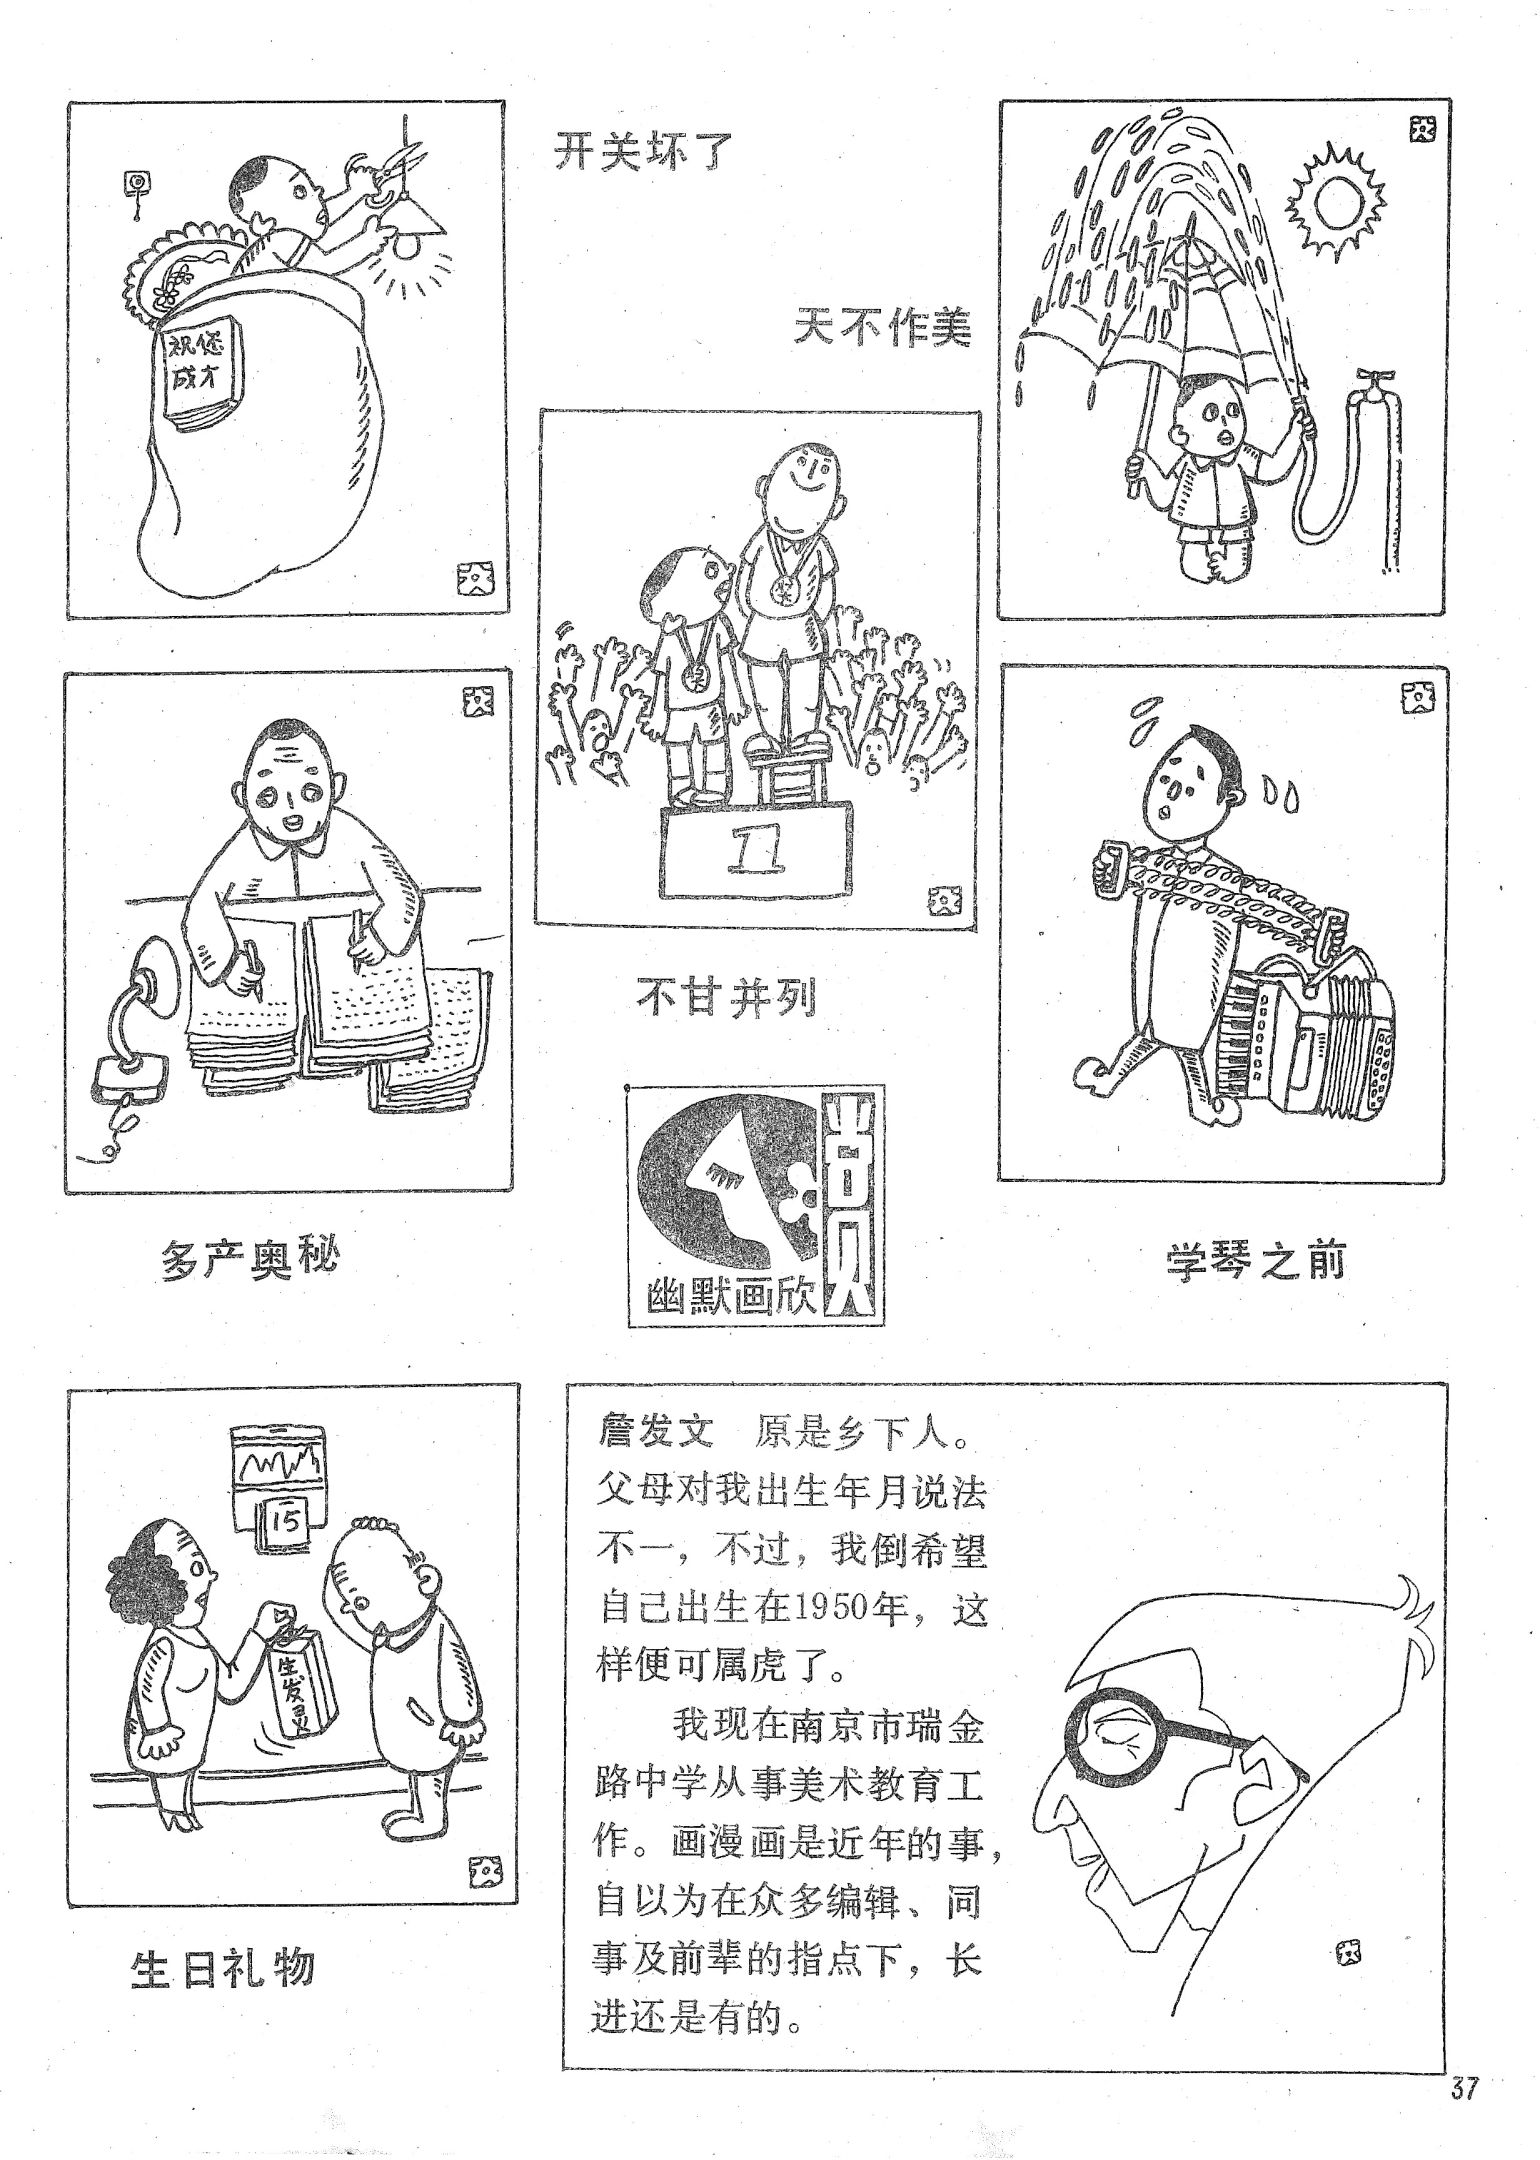 开关坏了
祝您
成才
天不作美
11
不甘并列
多产奥秘
学琴之前
幽默画欣
赏
15
生发灵
生日礼物
詹发文 原是乡下人。
父母对我出生年月说法
不一，不过，我倒希望
自己出生在1950年，这
样便可属虎了。
我现在南京市瑞金
路中学从事美术教育工
作。画漫画是近年的事，
自以为在众多编辑、同
事及前辈的指点下，长
进还是有的。
37